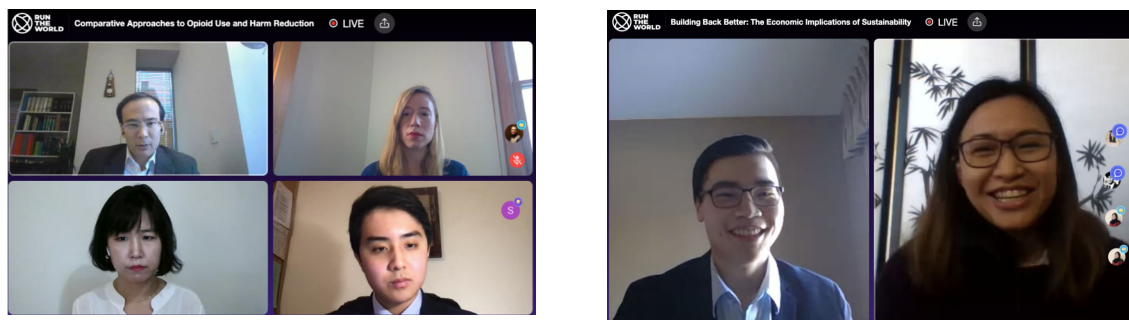 RUN
THE
WORLD
Comparative Approaches to Opioid Use and Harm Reduction
LIVE
S
RUN
THE
WORLD
Building Back Better: The Economic Implications of Sustainability
LIVE